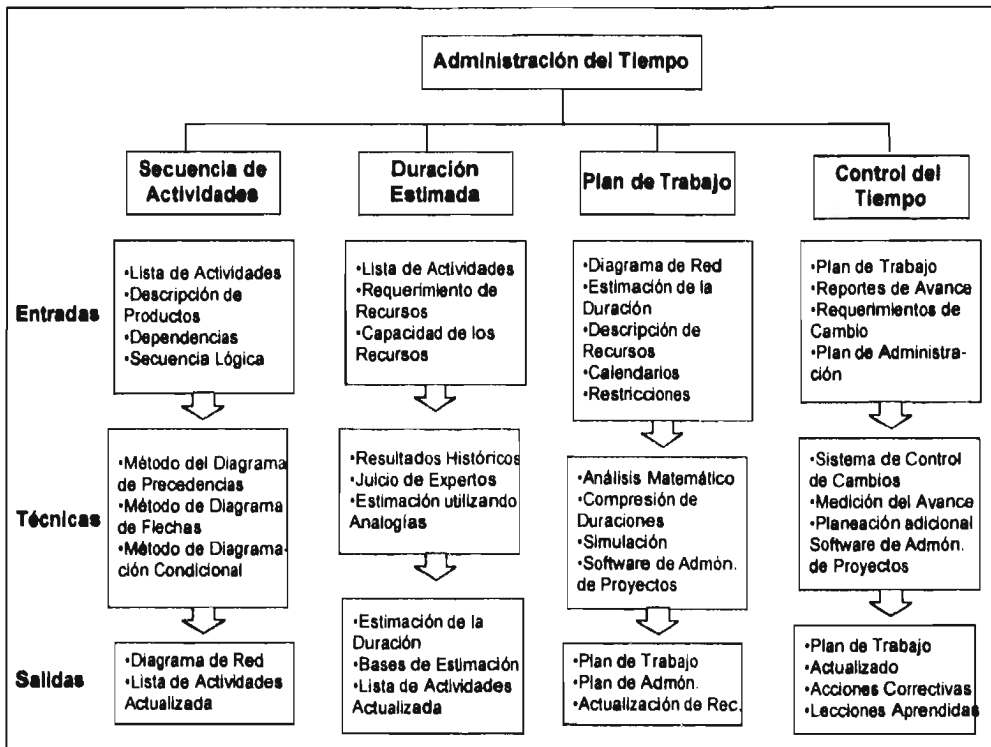 Administración del Tiempo
Secuencia de
Actividades
Duración
Estimada
Plan de Trabajo
Control del
Tiempo
Entradas
•Lista de Actividades
•Descripción de
Productos
•Dependencias
•Secuencia Lógica
•Lista de Actividades
•Requerimiento de
Recursos
•Capacidad de los
Recursos
•Diagrama de Red
•Estimación de la
Duración
•Descripción de
Recursos
•Calendarios
•Restricciones
•Plan de Trabajo
•Reportes de Avance
•Requerimientos de
Cambio
•Plan de Administra-
ción
Técnicas
•Método del Diagrama
de Precedencias
•Método de Diagrama
de Flechas
•Método de Diagrama-
ción Condicional
•Resultados Históricos
•Juicio de Expertos
•Estimación utilizando
Analogías
•Análisis Matemático
•Compresión de
Duraciones
•Simulación
•Software de Admón.
de Proyectos
•Sistema de Control
de Cambios
•Medición del Avance
•Planeación adicional
Software de Admón.
de Proyectos
Salidas
•Diagrama de Red
•Lista de Actividades
Actualizada
•Estimación de la
Duración
•Bases de Estimación
•Lista de Actividades
Actualizada
•Plan de Trabajo
•Plan de Admón.
•Actualización de Rec.
•Plan de Trabajo
•Actualizado
•Acciones Correctivas
•Lecciones Aprendidas